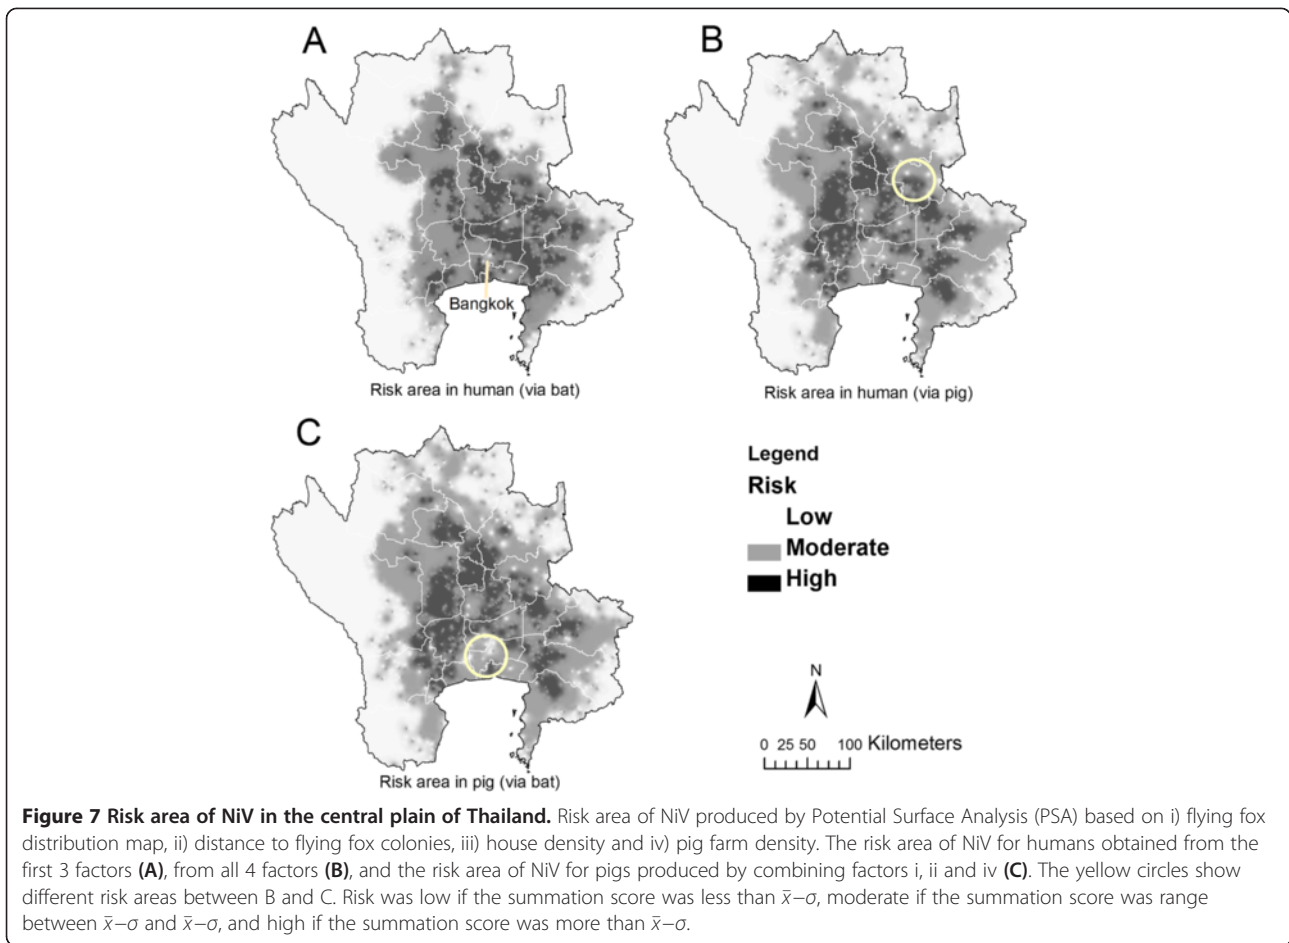 A
B
Bangkok
Risk area in human (via bat)
Risk area in human (via pig)
C
Legend
Risk
Low
Moderate
High
N
0 25 50 100 Kilometers
Risk area in pig (via bat)
Figure 7 Risk area of NiV in the central plain of Thailand. Risk area of NiV produced by Potential Surface Analysis (PSA) based on i) flying fox
distribution map, ii) distance to flying fox colonies, iii) house density and iv) pig farm density. The risk area of NiV for humans obtained from the
first 3 factors (A), from all 4 factors (B), and the risk area of NiV for pigs produced by combining factors i, ii and iv (C). The yellow circles show
different risk areas between B and C. Risk was low if the summation score was less than x̄−σ, moderate if the summation score was range
between x̄−σ and x̄−σ, and high if the summation score was more than x̄−σ.